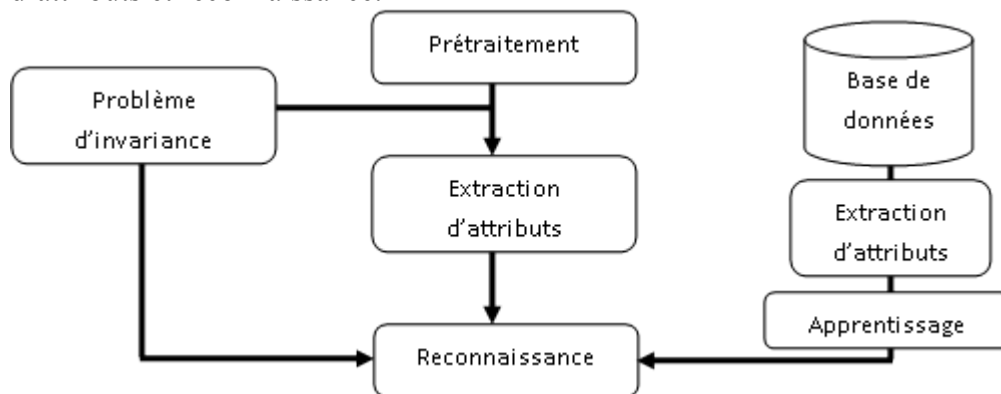 Prétraitement
Problème
d'invariance
Base de
données
Extraction
d'attributs
Extraction
d'attributs
Apprentissage
Reconnaissance